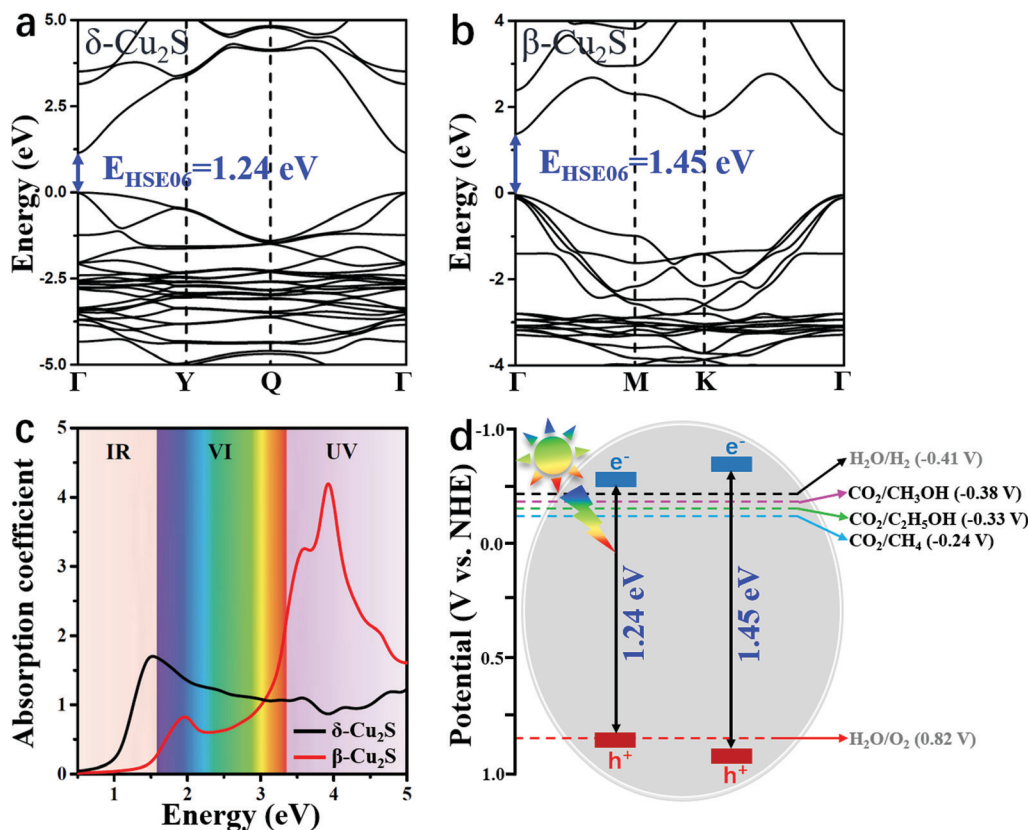 a
δ-Cu₂S
Energy (eV)
5.0
2.5
0.0
-2.5
-5.0
E_HSE06=1.24 eV
Γ Y Q Γ
b
β-Cu₂S
Energy (eV)
4
2
0
-2
-4
E_HSE06=1.45 eV
Γ M K Γ
c
Absorption coefficient
5
4
3
2
1
0
IR VI UV
δ-Cu₂S
β-Cu₂S
1 2 3 4 5
Energy (eV)
d
Potential (V vs. NHE)
-1.0
0.0
0.5
1.0
e⁻
e⁻
1.24 eV
1.45 eV
h⁺
h⁺
H₂O/H₂ (-0.41 V)
CO₂/CH₃OH (-0.38 V)
CO₂/C₂H₅OH (-0.33 V)
CO₂/CH₄ (-0.24 V)
H₂O/O₂ (0.82 V)